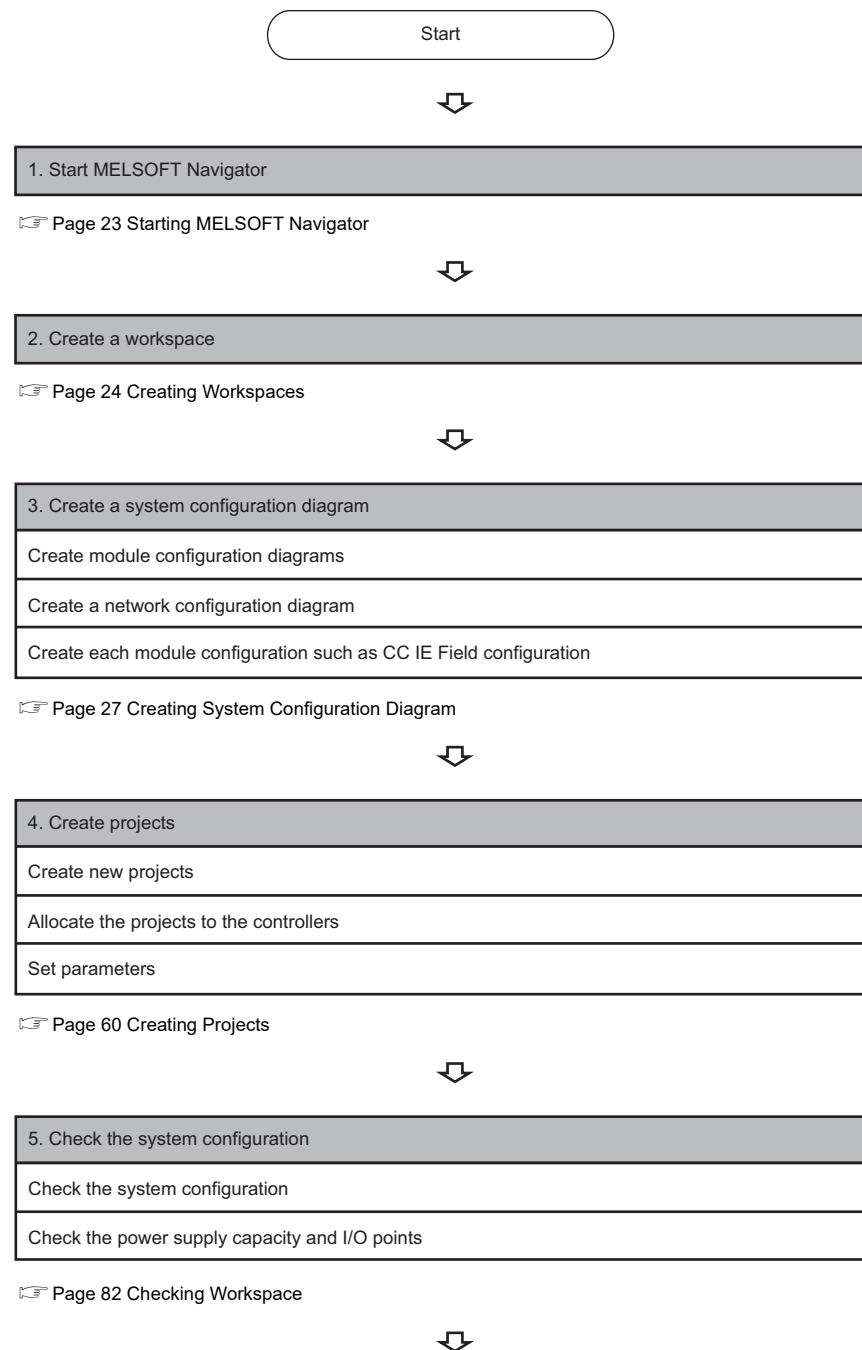 Start
1. Start MELSOFT Navigator
Page 23 Starting MELSOFT Navigator
2. Create a workspace
Page 24 Creating Workspaces
3. Create a system configuration diagram
Create module configuration diagrams
Create a network configuration diagram
Create each module configuration such as CC IE Field configuration
Page 27 Creating System Configuration Diagram
4. Create projects
Create new projects
Allocate the projects to the controllers
Set parameters
Page 60 Creating Projects
5. Check the system configuration
Check the system configuration
Check the power supply capacity and I/O points
Page 82 Checking Workspace